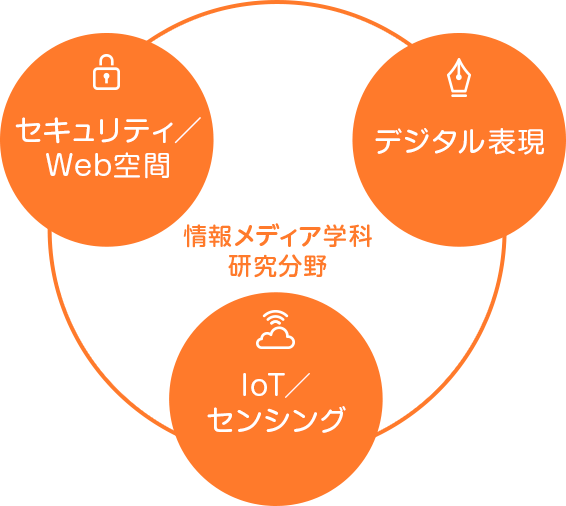 セキュリティ／
Web空間
デジタル表現
情報メディア学科
研究分野
IoT／
センシング